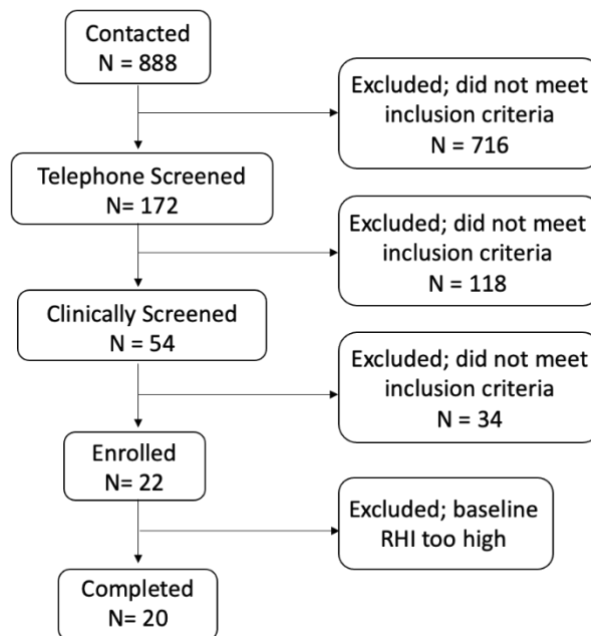 Contacted
N = 888
Excluded; did not meet
inclusion criteria
N = 716
Telephone Screened
N= 172
Excluded; did not meet
inclusion criteria
N = 118
Clinically Screened
N = 54
Excluded; did not meet
inclusion criteria
N = 34
Enrolled
N= 22
Excluded; baseline
RHI too high
Completed
N= 20